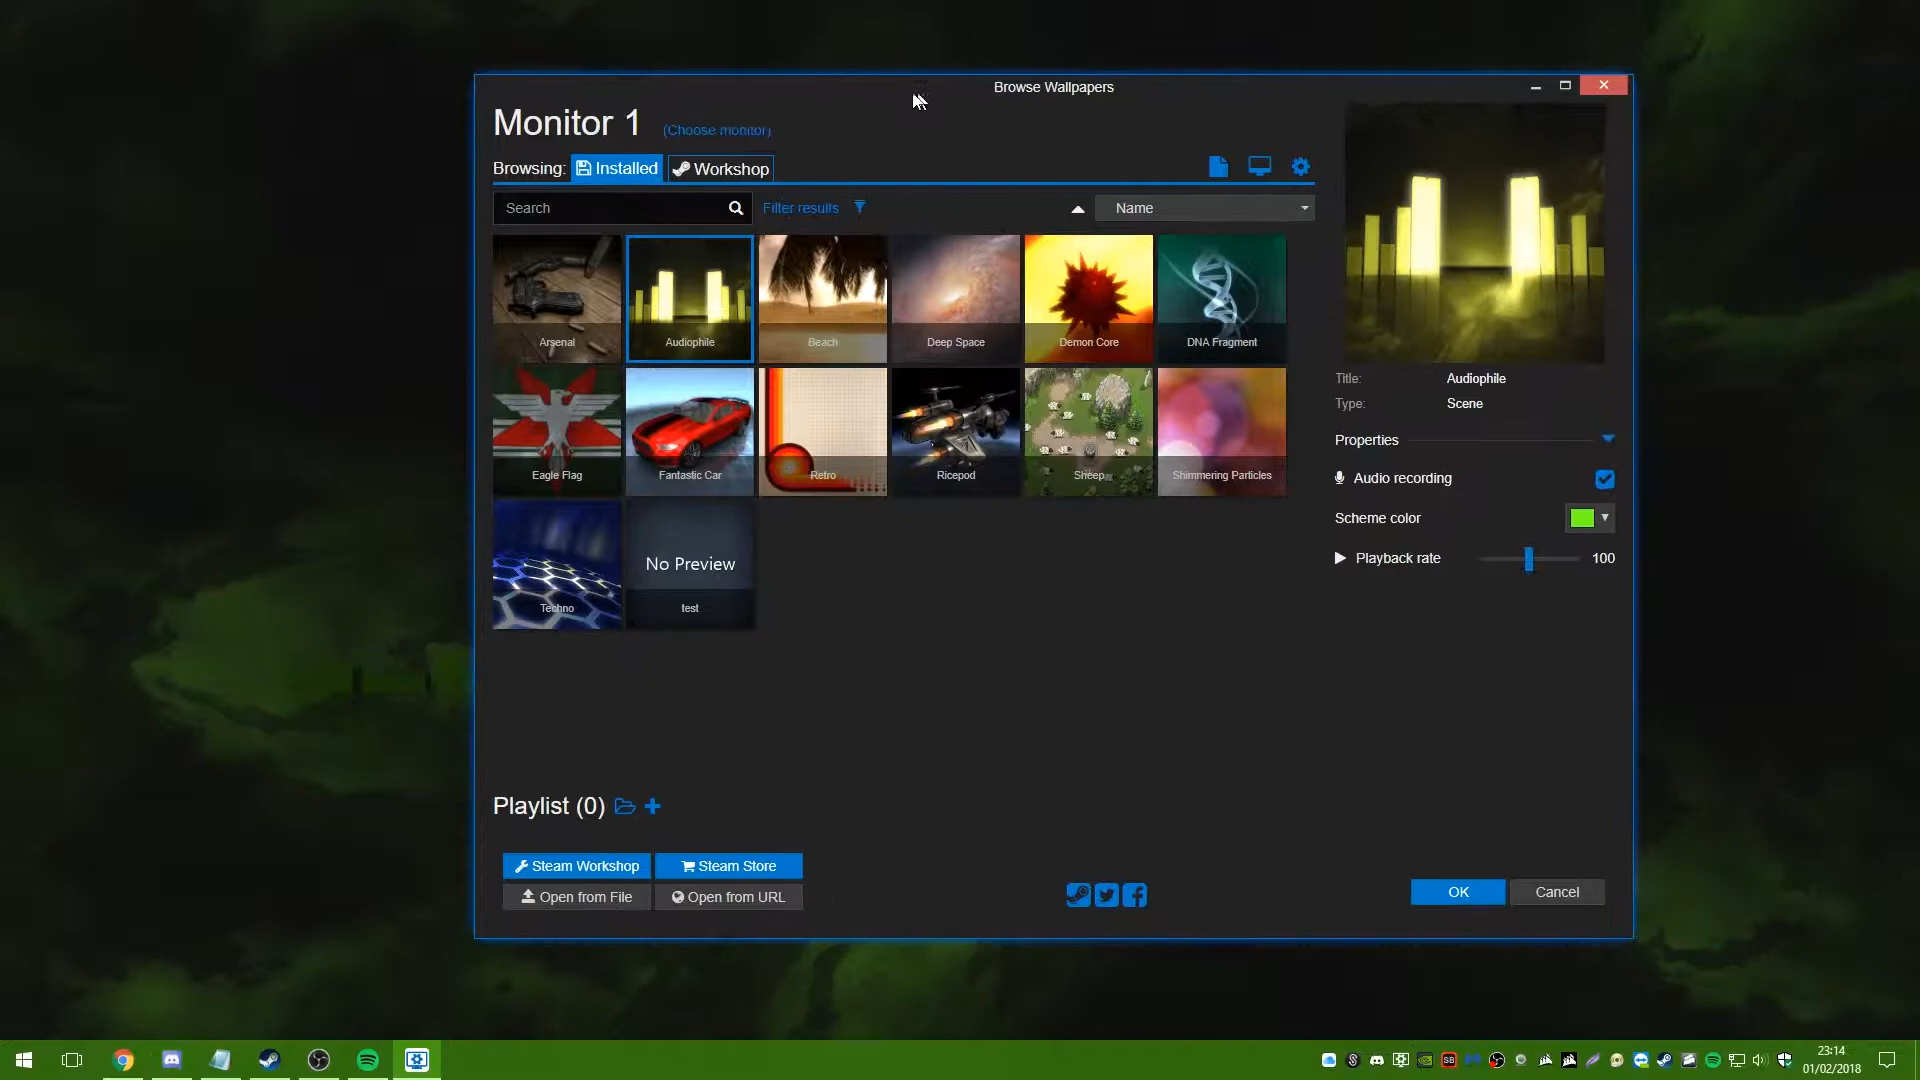 Browse Wallpapers
Monitor 1 (Choose monitor)
Browsing: Installed Workshop
Search Filter results Name
Arsenal Audiophile Beach Deep Space Demon Core DNA Fragment
Eagle Flag Fantastic Car Retro Ricepod Sheep Shimmering Particles
No Preview
Techno test
Title: Audiophile
Type: Scene
Properties
Audio recording
Scheme color
Playback rate 100
Playlist (0)
Steam Workshop Steam Store
Open from File Open from URL
OK Cancel
SB
23:14
01/02/2018